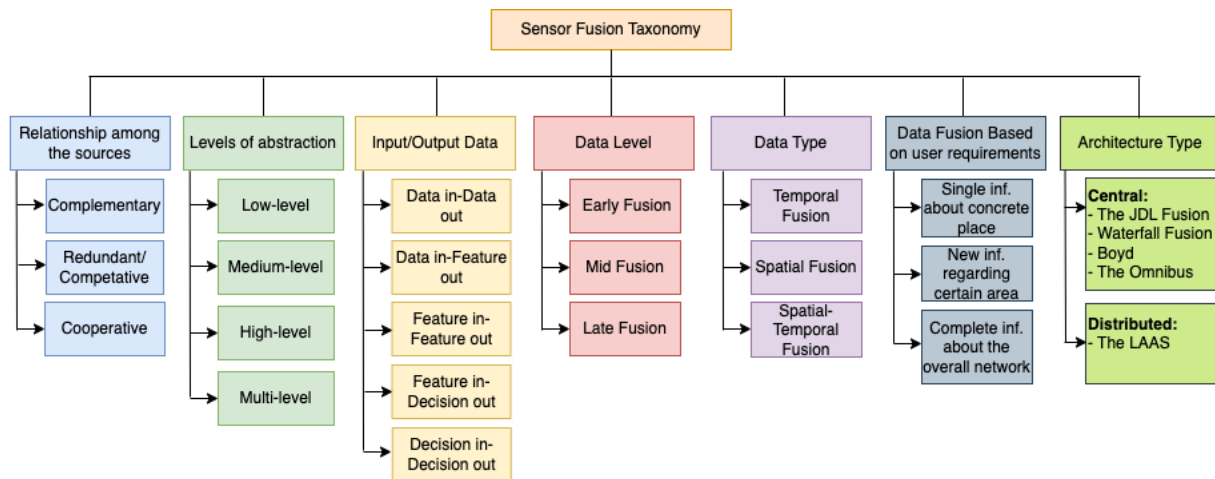 Sensor Fusion Taxonomy
Relationship among
the sources
Complementary
Redundant/
Competative
Cooperative
Levels of abstraction
Low-level
Medium-level
High-level
Multi-level
Input/Output Data
Data in-Data
out
Data in-Feature
out
Feature in-
Feature out
Feature in-
Decision out
Decision in-
Decision out
Data Level
Early Fusion
Mid Fusion
Late Fusion
Data Type
Temporal
Fusion
Spatial Fusion
Spatial-
Temporal
Fusion
Data Fusion Based
on user requirements
Single inf.
about concrete
place
New inf.
regarding
certain area
Complete inf.
about the
overall network
Architecture Type
Central:
- The JDL Fusion
- Waterfall Fusion
- Boyd
- The Omnibus
Distributed:
- The LAAS